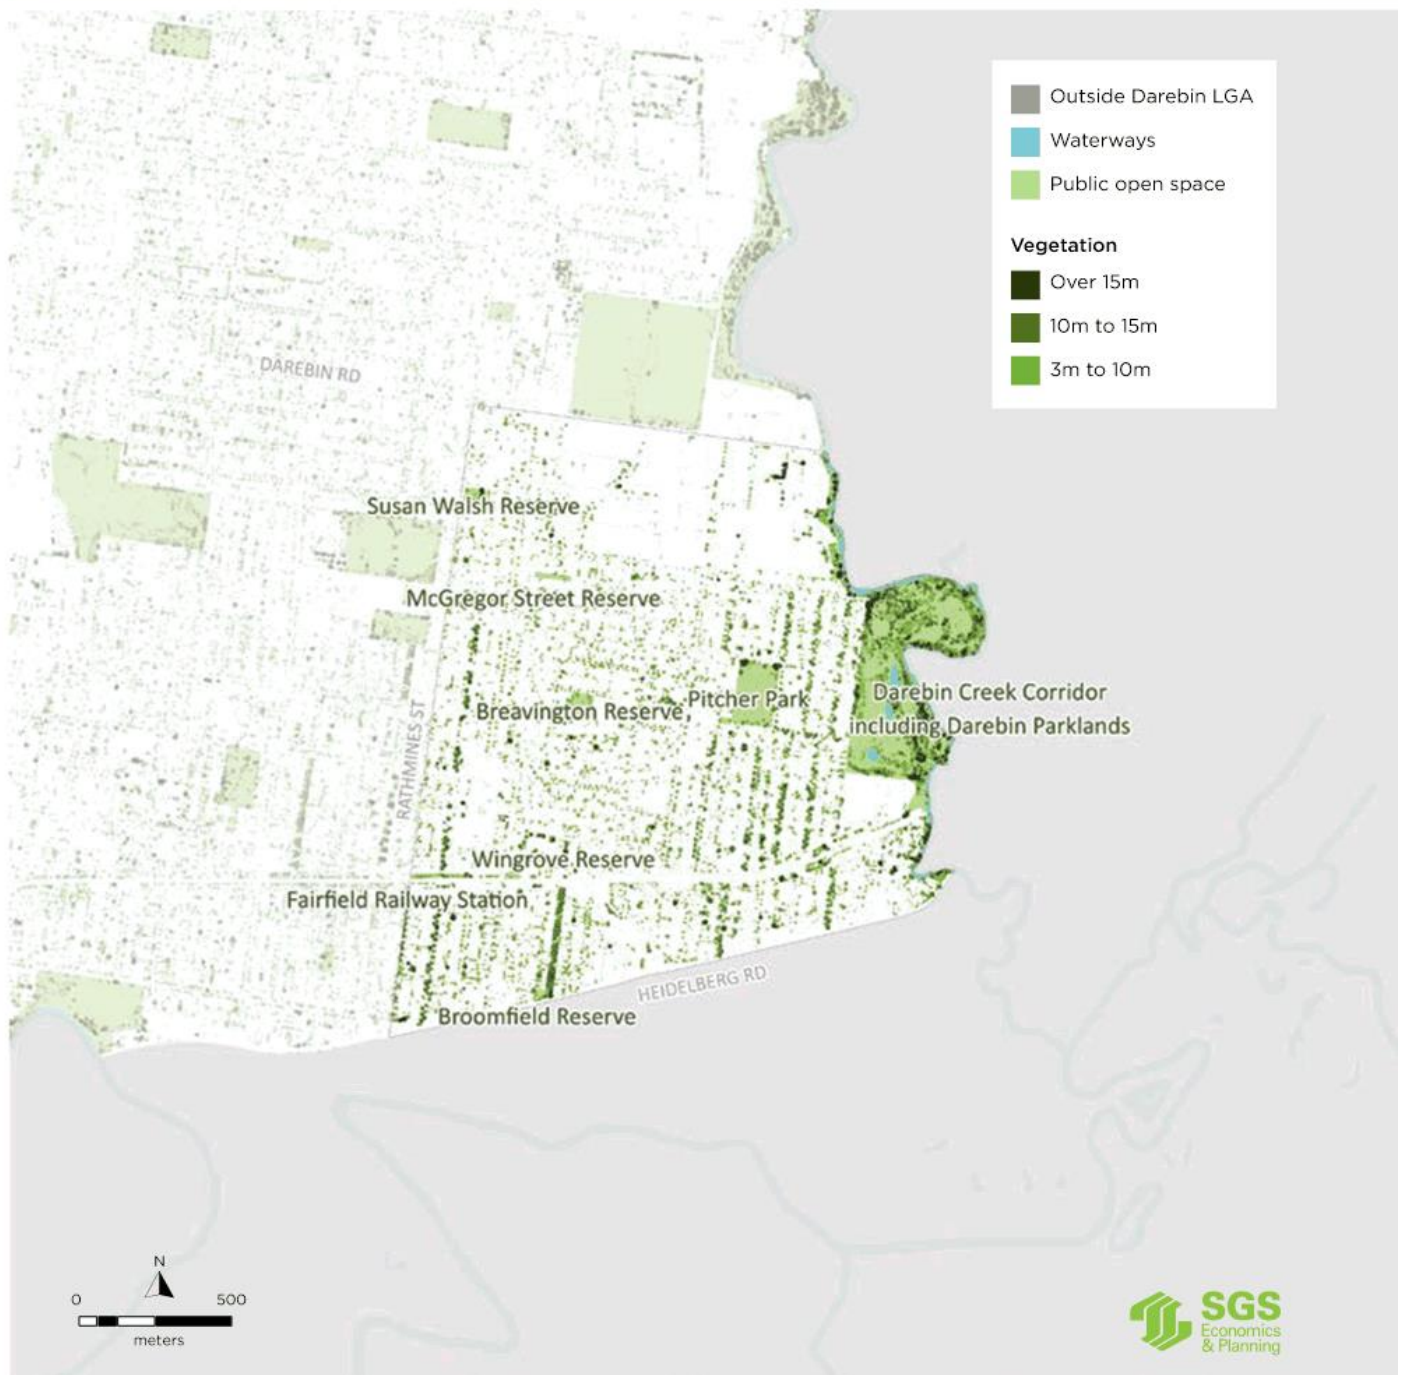 Outside Darebin LGA
Waterways
Public open space
Vegetation
Over 15m
10m to 15m
3m to 10m
DAREBIN RD
Susan Walsh Reserve
McGregor Street Reserve
Darebin Creek Corridor
including Darebin Parklands
Pitcher Park
Breavington Reserve
RATHMINES ST
Wingrove Reserve
Fairfield Railway Station
HEIDELBERG RD
Broomfield Reserve
N
0 500
meters
SGS
Economics
& Planning